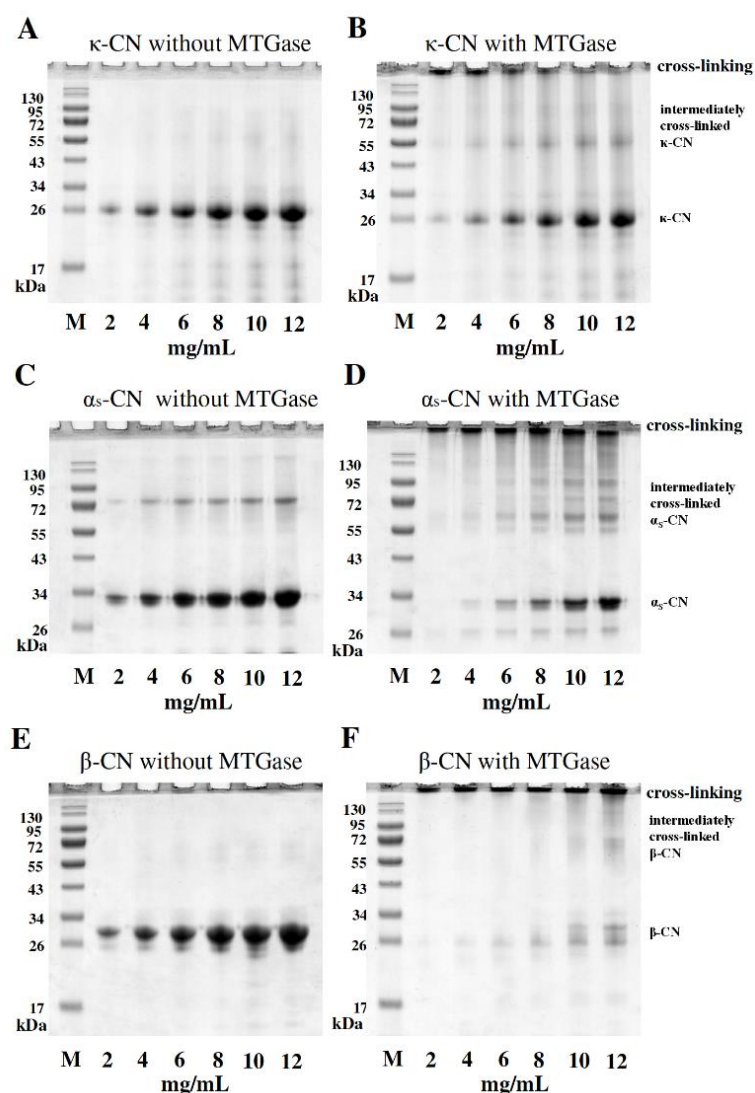 A
κ-CN without MTGase
130
95
72
55
43
34
26
17
kDa
M 2 4 6 8 10 12
mg/mL
B
κ-CN with MTGase
cross-linking
130
95
72
55
43
34
26
17
kDa
intermediately
cross-linked
κ-CN
κ-CN
M 2 4 6 8 10 12
mg/mL
C
αs-CN without MTGase
130
95
72
55
43
34
26
kDa
M 2 4 6 8 10 12
mg/mL
D
αs-CN with MTGase
cross-linking
130
95
72
55
43
34
26
kDa
intermediately
cross-linked
αs-CN
αs-CN
M 2 4 6 8 10 12
mg/mL
E
β-CN without MTGase
130
95
72
55
43
34
26
17
kDa
M 2 4 6 8 10 12
mg/mL
F
β-CN with MTGase
cross-linking
130
95
72
55
43
34
26
17
kDa
intermediately
cross-linked
β-CN
β-CN
M 2 4 6 8 10 12
mg/mL